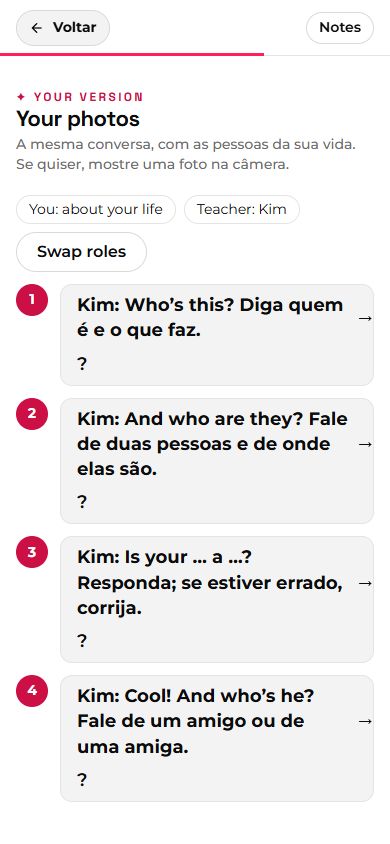 ← Voltar
Notes
✦ YOUR VERSION
Your photos
A mesma conversa, com as pessoas da sua vida.
Se quiser, mostre uma foto na câmera.
You: about your life
Teacher: Kim
Swap roles
1
Kim: Who’s this? Diga quem
é e o que faz.
→
?
2
Kim: And who are they? Fale
de duas pessoas e de onde
elas são.
→
?
3
Kim: Is your … a …?
Responda; se estiver errado,
corrija.
→
?
4
Kim: Cool! And who’s he?
Fale de um amigo ou de
uma amiga.
→
?